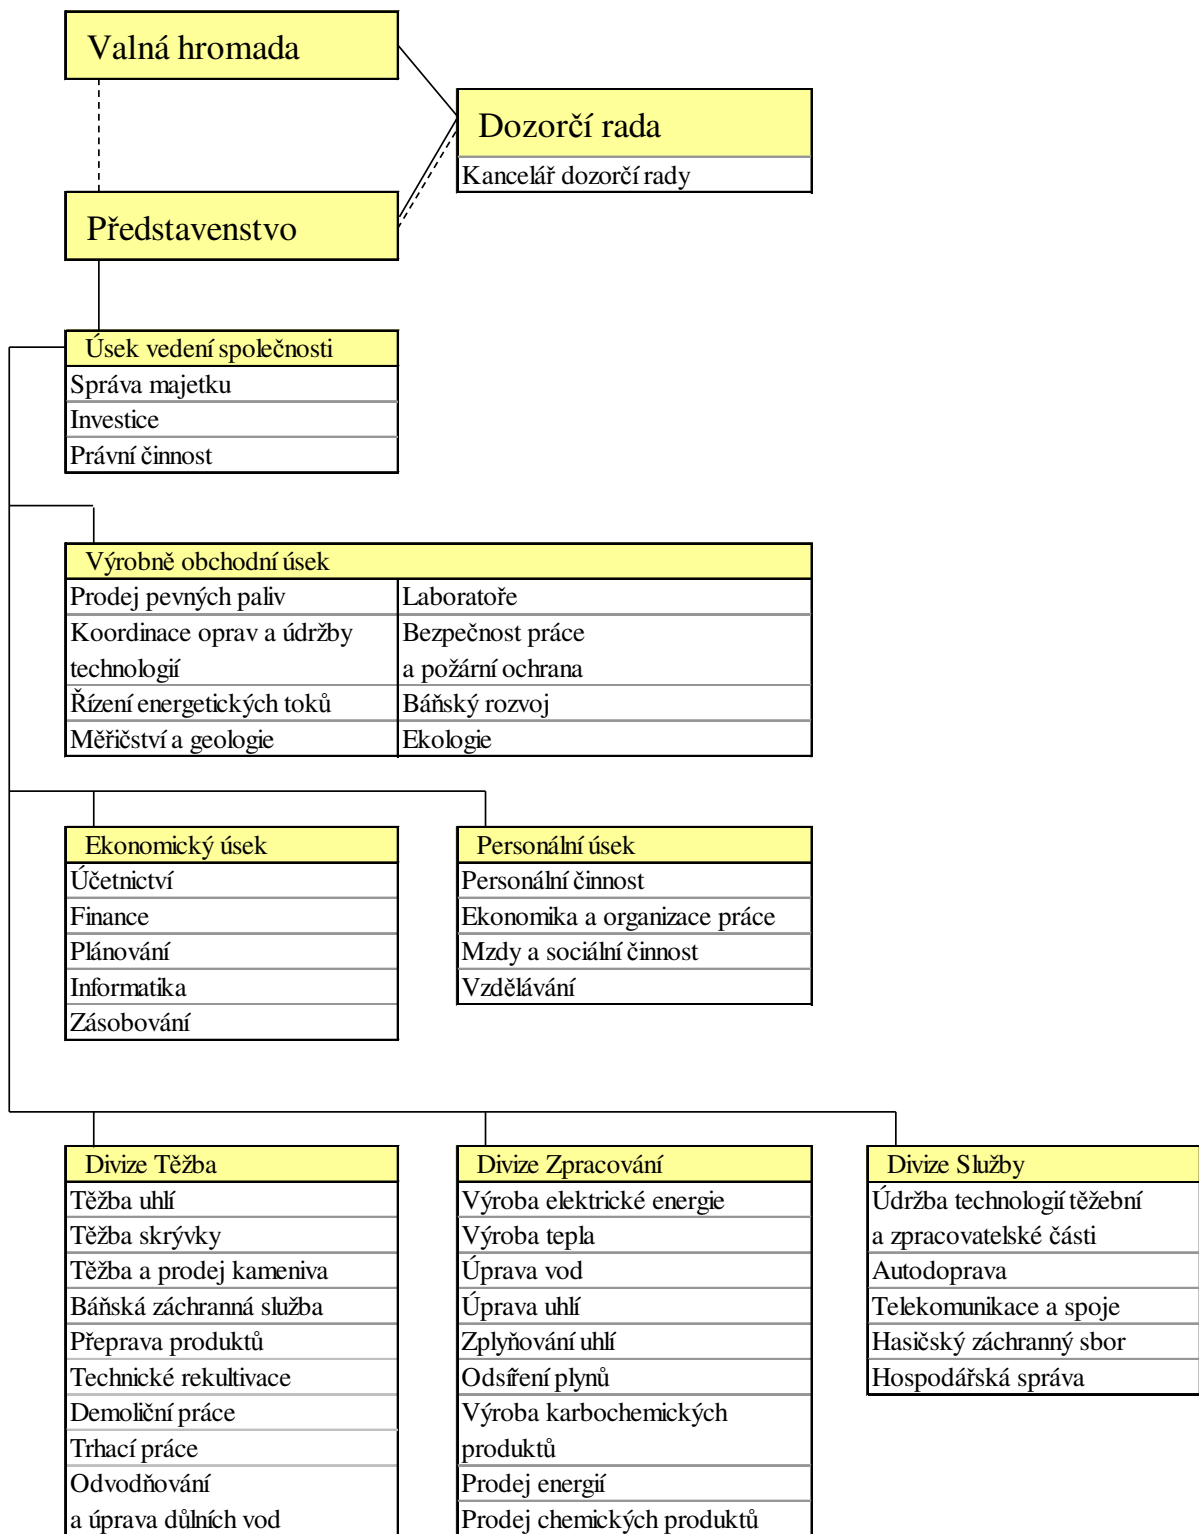 Valná hromada
Dozorčí rada
Kancelář dozorčí rady
Představenstvo
Úsek vedení společnosti
Správa majetku
Investice
Právní činnost
Výrobně obchodní úsek
Prodej pevných paliv
Laboratoře
Koordinace oprav a údržby
technologií
Bezpečnost práce
a požární ochrana
Řízení energetických toků
Báňský rozvoj
Měřičství a geologie
Ekologie
Ekonomický úsek
Účetnictví
Finance
Plánování
Informatika
Zásobování
Personální úsek
Personální činnost
Ekonomika a organizace práce
Mzdy a sociální činnost
Vzdělávání
Divize Těžba
Těžba uhlí
Těžba skrývky
Těžba a prodej kameniva
Báňská záchranná služba
Přeprava produktů
Technické rekultivace
Demoliční práce
Trhací práce
Odvodňování
a úprava důlních vod
Divize Zpracování
Výroba elektrické energie
Výroba tepla
Úprava vod
Úprava uhlí
Zplyňování uhlí
Odsíření plynů
Výroba karbochemických
produktů
Prodej energií
Prodej chemických produktů
Divize Služby
Údržba technologií těžební
a zpracovatelské části
Autodoprava
Telekomunikace a spoje
Hasičský záchranný sbor
Hospodářská správa